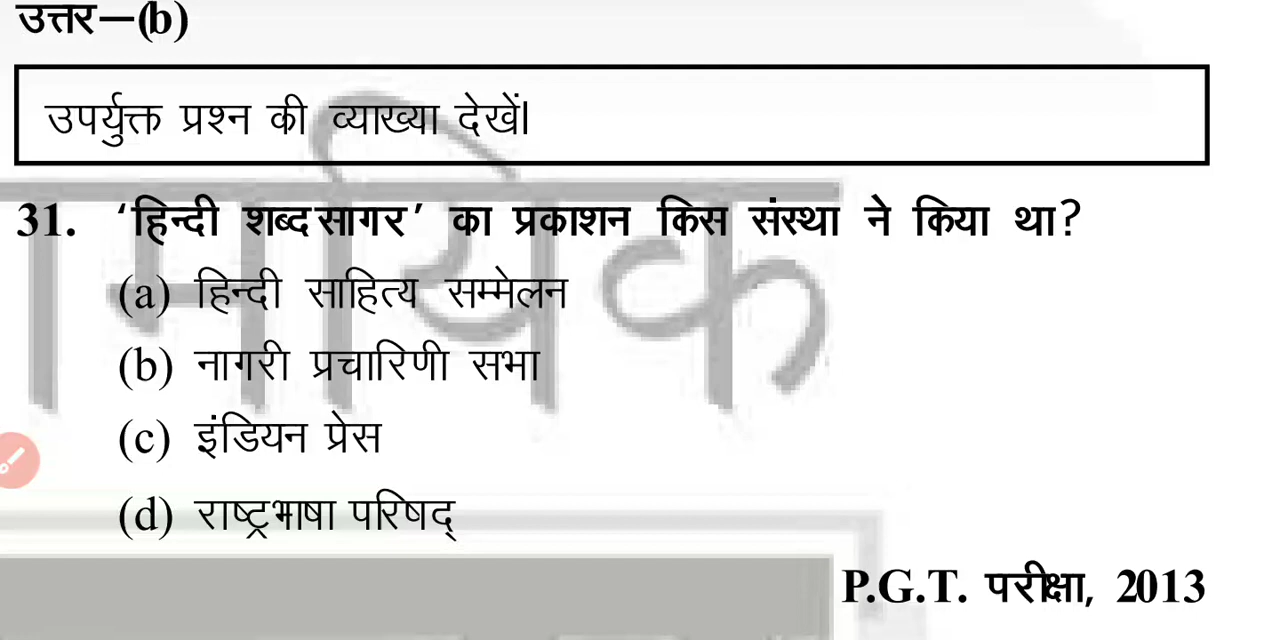 उत्तर–(b)
उपर्युक्त प्रश्न की व्याख्या देखें।
31. ‘हिन्दी शब्दसागर’ का प्रकाशन किस संस्था ने किया था?
(a) हिन्दी साहित्य सम्मेलन
(b) नागरी प्रचारिणी सभा
(c) इंडियन प्रेस
(d) राष्ट्रभाषा परिषद्
P.G.T. परीक्षा, 2013